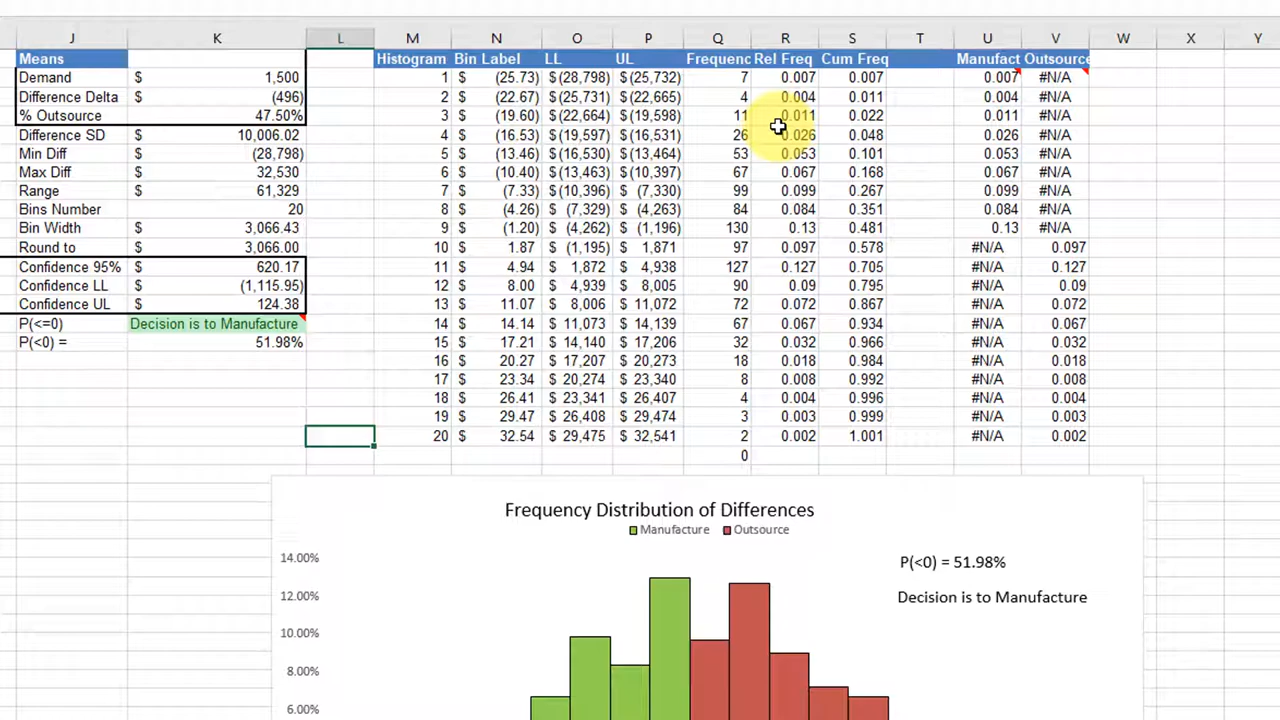 J K L M N O P Q R S T U V W X Y
Means Histogram Bin Label LL UL Frequenc Rel Freq Cum Freq Manufact Outsource
Demand $ 1,500 1 $ (25.73) $ (28,798) $ (25,732) 7 0.007 0.007 0.007 #N/A
Difference Delta $ (496) 2 $ (22.67) $ (25,731) $ (22,665) 4 0.004 0.011 0.004 #N/A
% Outsource 47.50% 3 $ (19.60) $ (22,664) $ (19,598) 11 0.011 0.022 0.011 #N/A
Difference SD $ 10,006.02 4 $ (16.53) $ (19,597) $ (16,531) 26 0.026 0.048 0.026 #N/A
Min Diff $ (28,798) 5 $ (13.46) $ (16,530) $ (13,464) 53 0.053 0.101 0.053 #N/A
Max Diff $ 32,530 6 $ (10.40) $ (13,463) $ (10,397) 67 0.067 0.168 0.067 #N/A
Range $ 61,329 7 $ (7.33) $ (10,396) $ (7,330) 99 0.099 0.267 0.099 #N/A
Bins Number 20 8 $ (4.26) $ (7,329) $ (4,263) 84 0.084 0.351 0.084 #N/A
Bin Width $ 3,066.43 9 $ (1.20) $ (4,262) $ (1,196) 130 0.13 0.481 0.13 #N/A
Round to $ 3,066.00 10 $ 1.87 $ (1,195) $ 1,871 97 0.097 0.578 #N/A 0.097
Confidence 95% $ 620.17 11 $ 4.94 $ 1,872 $ 4,938 127 0.127 0.705 #N/A 0.127
Confidence LL $ (1,115.95) 12 $ 8.00 $ 4,939 $ 8,005 90 0.09 0.795 #N/A 0.09
Confidence UL $ 124.38 13 $ 11.07 $ 8,006 $ 11,072 72 0.072 0.867 #N/A 0.072
P(<=0) Decision is to Manufacture 14 $ 14.14 $ 11,073 $ 14,139 67 0.067 0.934 #N/A 0.067
P(<0) = 51.98% 15 $ 17.21 $ 14,140 $ 17,206 32 0.032 0.966 #N/A 0.032
16 $ 20.27 $ 17,207 $ 20,273 18 0.018 0.984 #N/A 0.018
17 $ 23.34 $ 20,274 $ 23,340 8 0.008 0.992 #N/A 0.008
18 $ 26.41 $ 23,341 $ 26,407 4 0.004 0.996 #N/A 0.004
19 $ 29.47 $ 26,408 $ 29,474 3 0.003 0.999 #N/A 0.003
20 $ 32.54 $ 29,475 $ 32,541 2 0.002 1.001 #N/A 0.002
0
Frequency Distribution of Differences
Manufacture Outsource
14.00%
P(<0) = 51.98%
12.00%
Decision is to Manufacture
10.00%
8.00%
6.00%